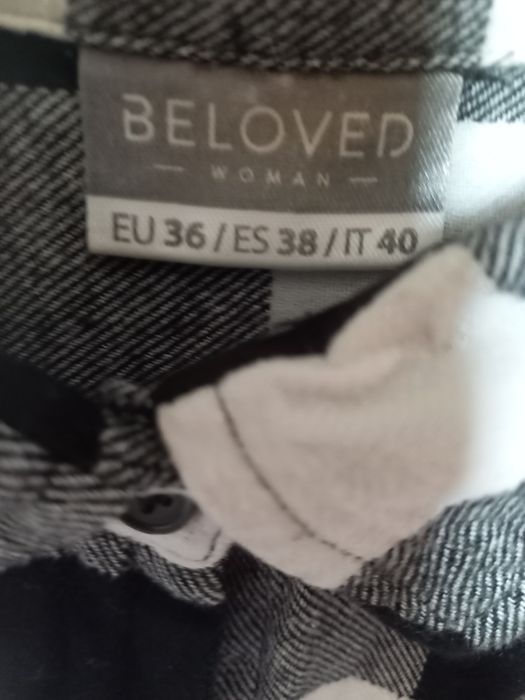 BELOVED
— WOMAN —
EU 36 / ES 38 / IT 40